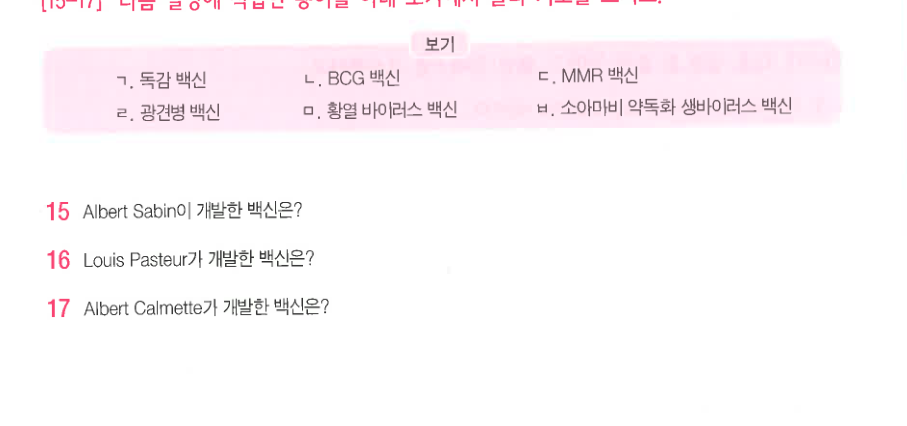 보기
ㄱ. 독감 백신 ㄴ. BCG 백신 ㄷ. MMR 백신
ㄹ. 광견병 백신 ㅁ. 황열 바이러스 백신 ㅂ. 소아마비 약독화 생바이러스 백신
15 Albert Sabin이 개발한 백신은?
16 Louis Pasteur가 개발한 백신은?
17 Albert Calmette가 개발한 백신은?